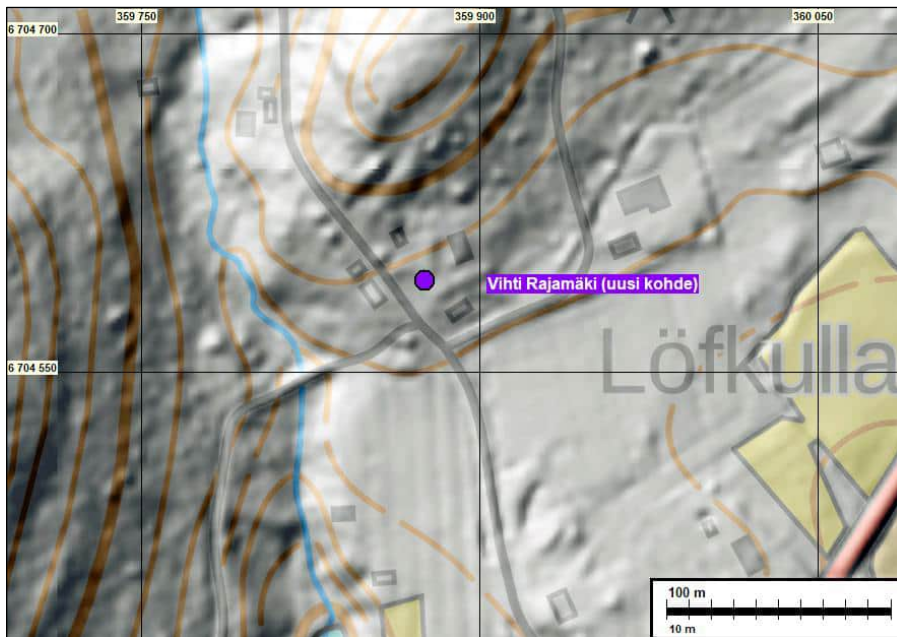 359 750
359 900
360 050
6 704 700
Vihti Rajamäki (uusi kohde)
Löfkulla
6 704 550
100 m
10 m